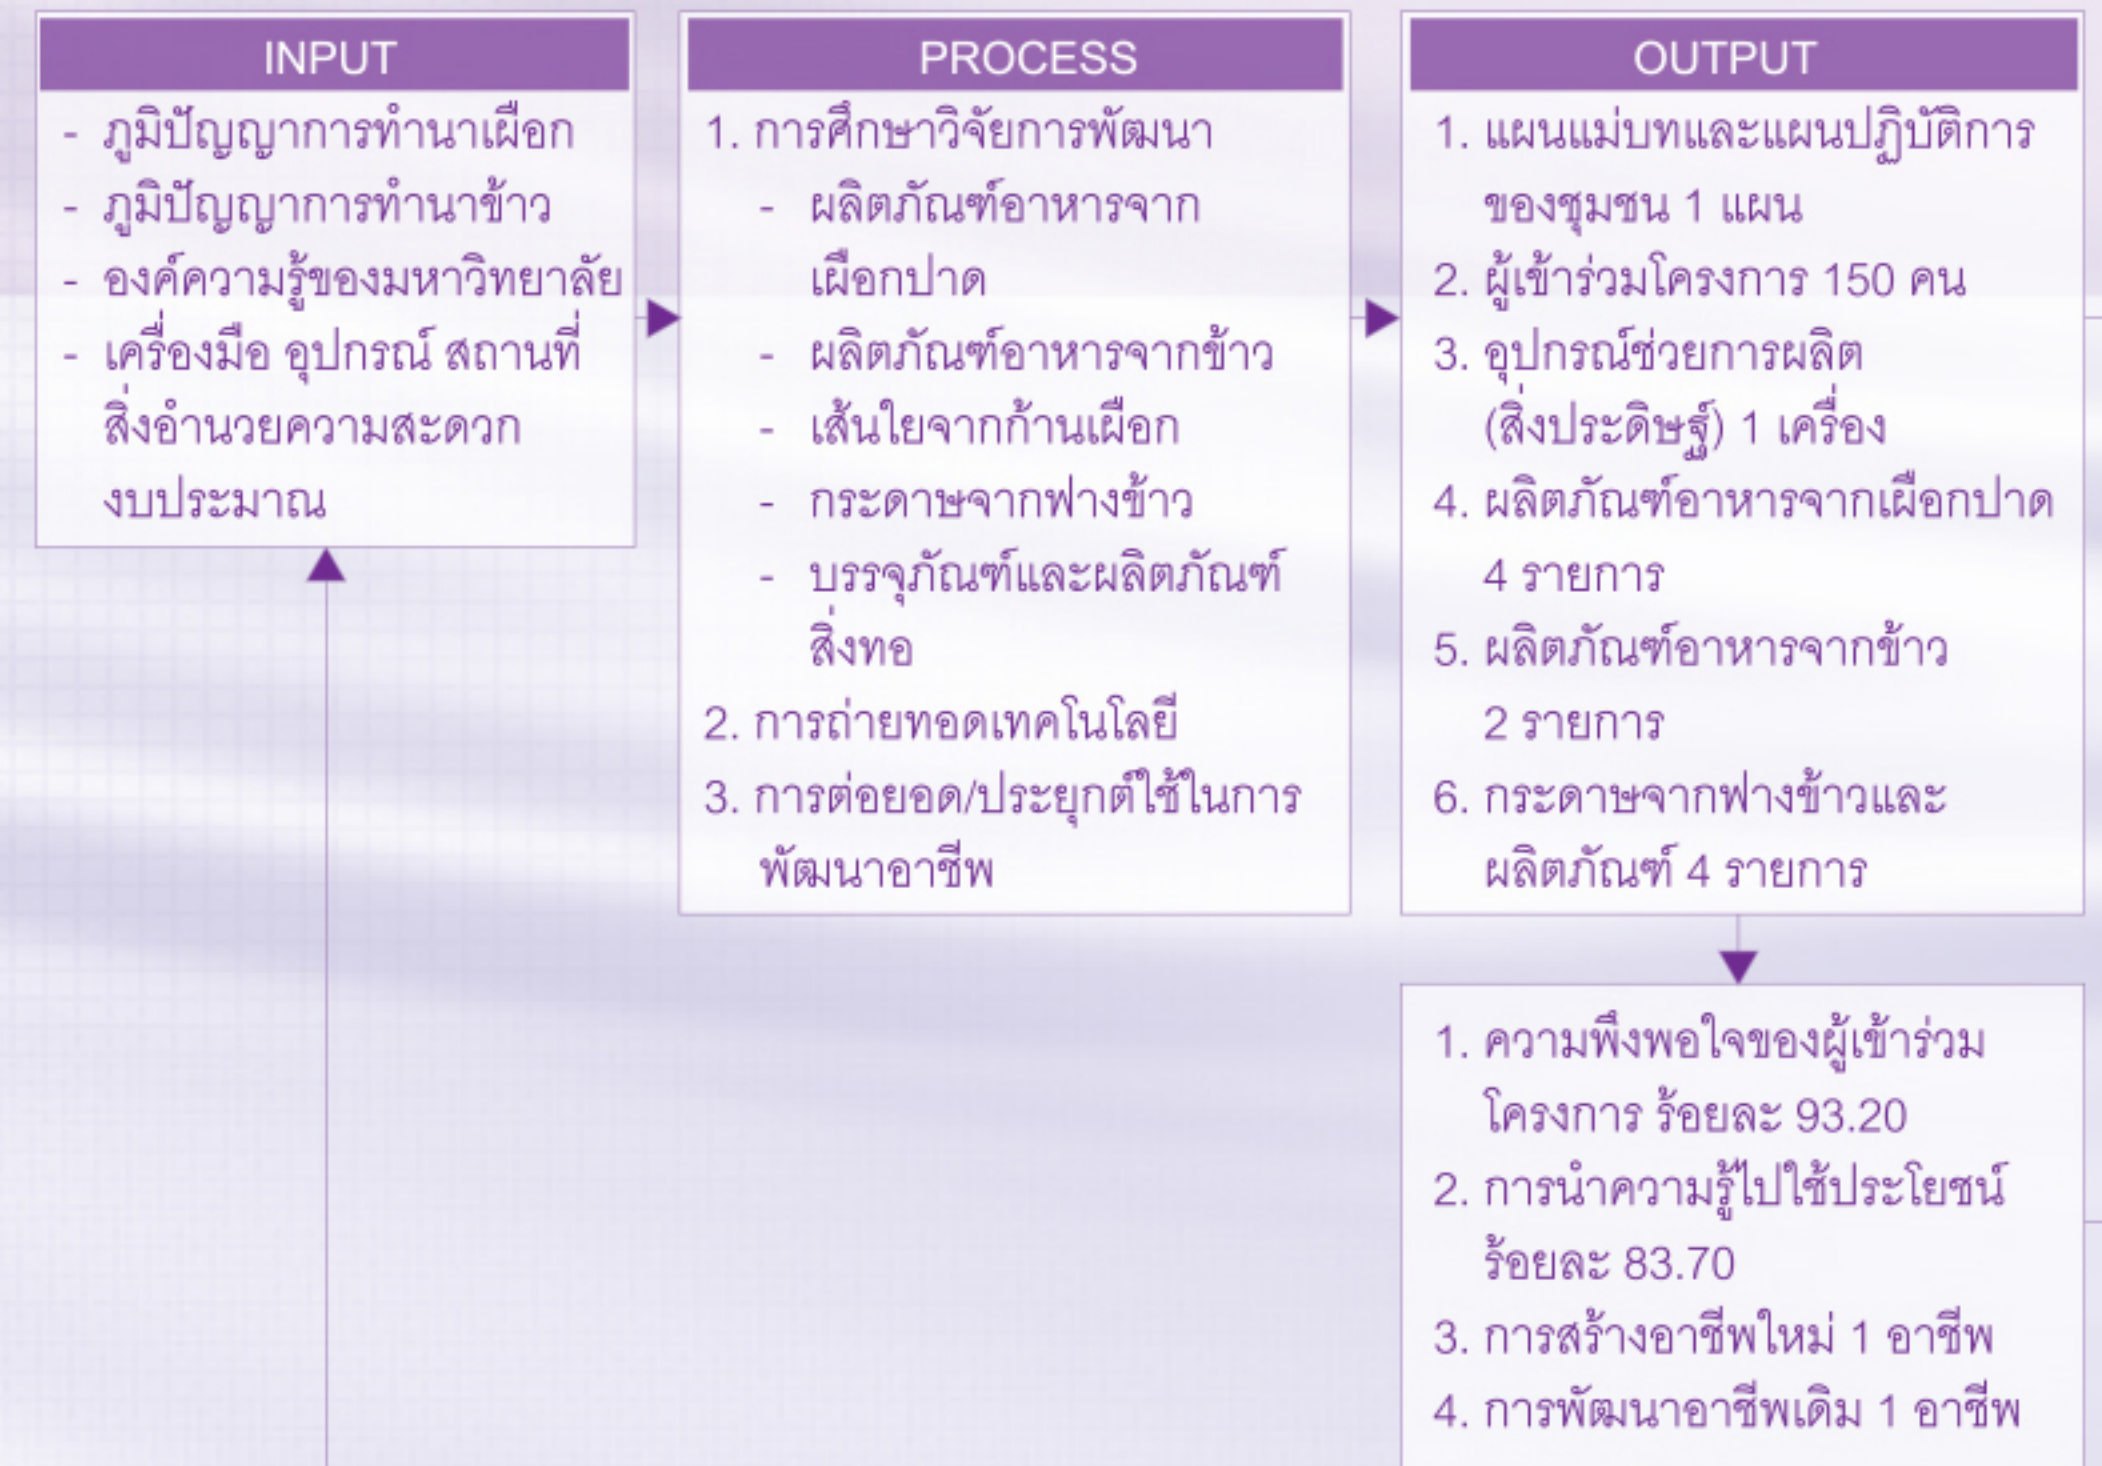 INPUT
- ภูมิปัญญาการทำนาเผือก
- ภูมิปัญญาการทำนาข้าว
- องค์ความรู้ของมหาวิทยาลัย
- เครื่องมือ อุปกรณ์ สถานที่
สิ่งอำนวยความสะดวก
งบประมาณ
PROCESS
1. การศึกษาวิจัยการพัฒนา
- ผลิตภัณฑ์อาหารจาก
เผือกปาด
- ผลิตภัณฑ์อาหารจากข้าว
- เส้นใยจากก้านเผือก
- กระดาษจากฟางข้าว
- บรรจุภัณฑ์และผลิตภัณฑ์
สิ่งทอ
2. การถ่ายทอดเทคโนโลยี
3. การต่อยอด/ประยุกต์ใช้ในการ
พัฒนาอาชีพ
OUTPUT
1. แผนแม่บทและแผนปฏิบัติการ
ของชุมชน 1 แผน
2. ผู้เข้าร่วมโครงการ 150 คน
3. อุปกรณ์ช่วยการผลิต
(สิ่งประดิษฐ์) 1 เครื่อง
4. ผลิตภัณฑ์อาหารจากเผือกปาด
4 รายการ
5. ผลิตภัณฑ์อาหารจากข้าว
2 รายการ
6. กระดาษจากฟางข้าวและ
ผลิตภัณฑ์ 4 รายการ
1. ความพึงพอใจของผู้เข้าร่วม
โครงการ ร้อยละ 93.20
2. การนำความรู้ไปใช้ประโยชน์
ร้อยละ 83.70
3. การสร้างอาชีพใหม่ 1 อาชีพ
4. การพัฒนาอาชีพเดิม 1 อาชีพ